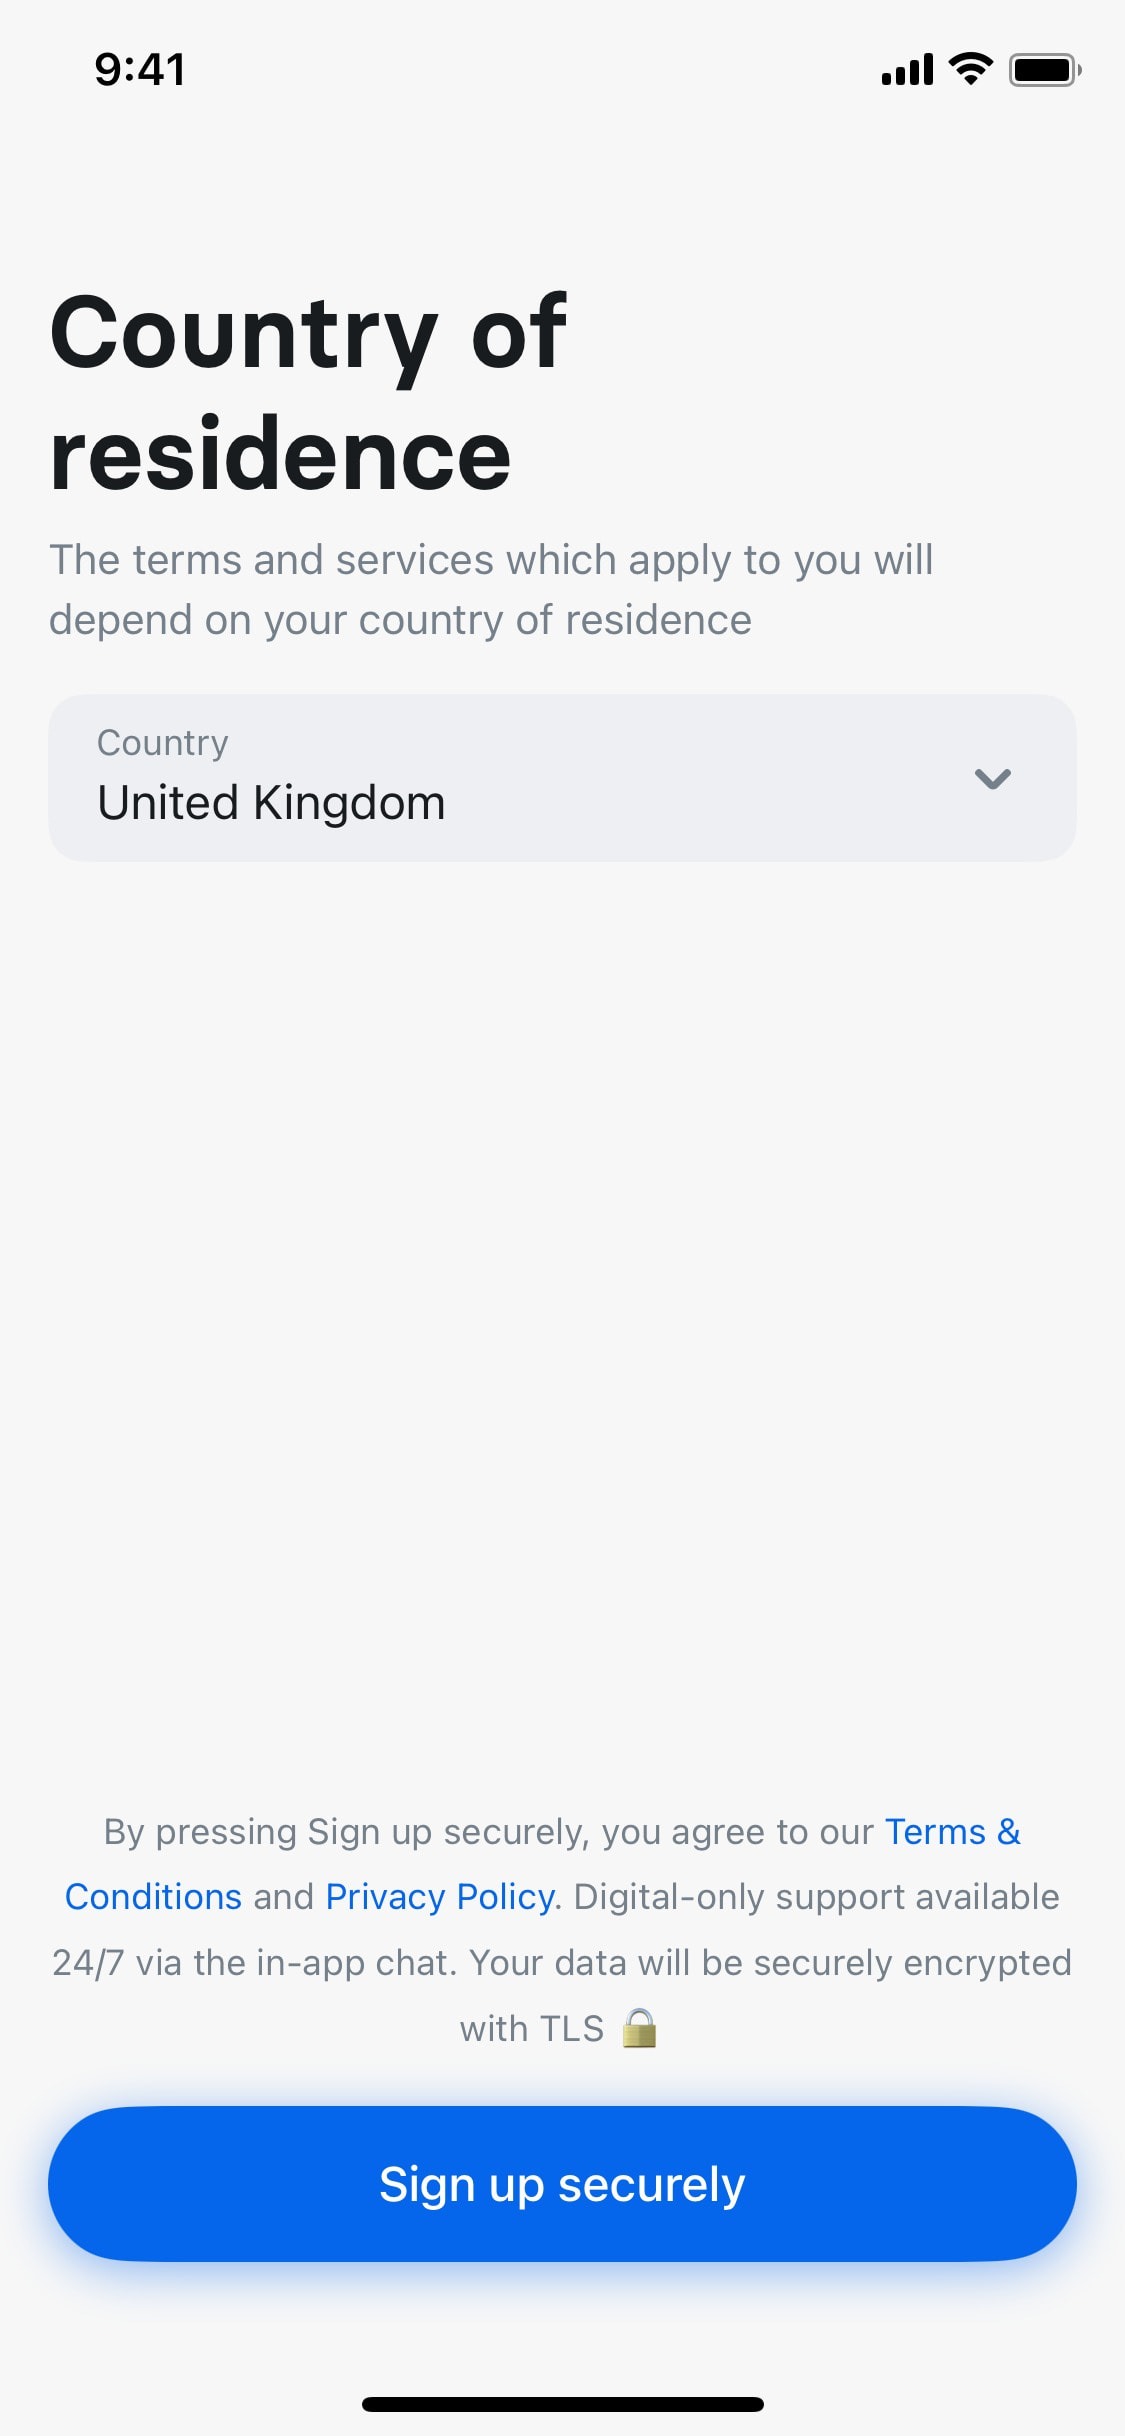 9:41
Country of
residence
The terms and services which apply to you will
depend on your country of residence
Country
United Kingdom
By pressing Sign up securely, you agree to our Terms &
Conditions and Privacy Policy. Digital-only support available
24/7 via the in-app chat. Your data will be securely encrypted
with TLS 🔒
Sign up securely